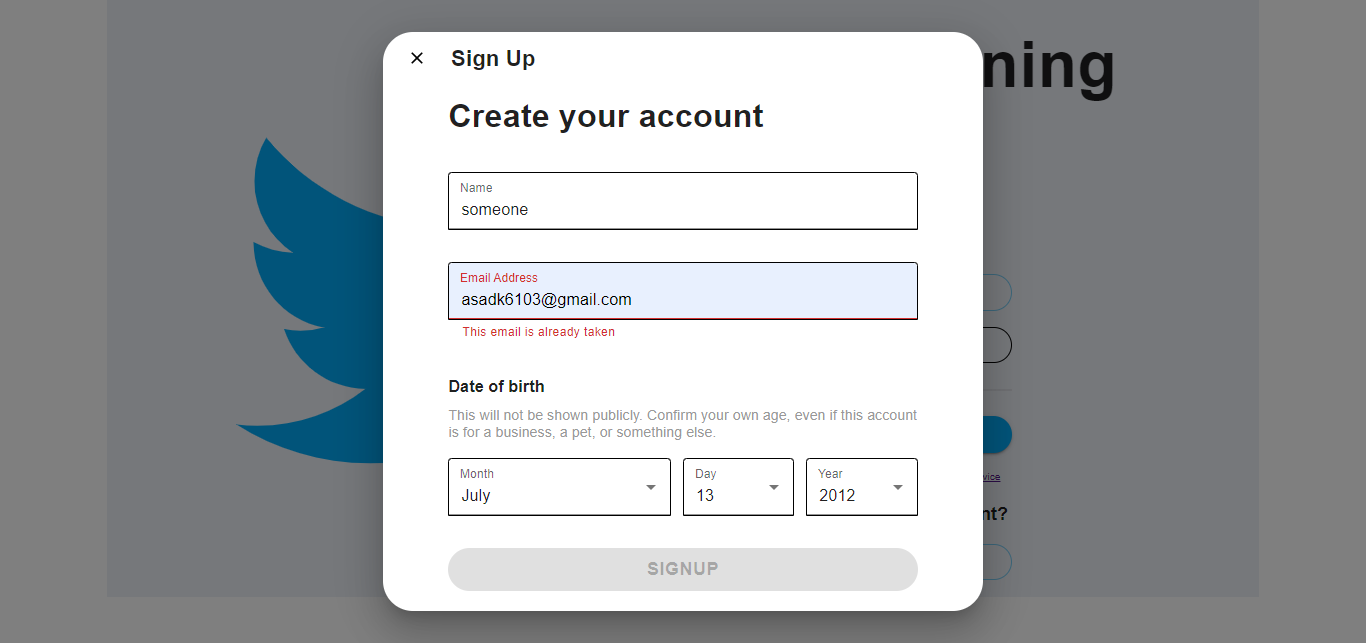 Sign Up
ning
Create your account
Name
someone
Email Address
asadk6103@gmail.com
This email is already taken
Date of birth
This will not be shown publicly. Confirm your own age, even if this account
is for a business, a pet, or something else.
Month
July
Day
13
Year
2012
SIGNUP
vice
nt?